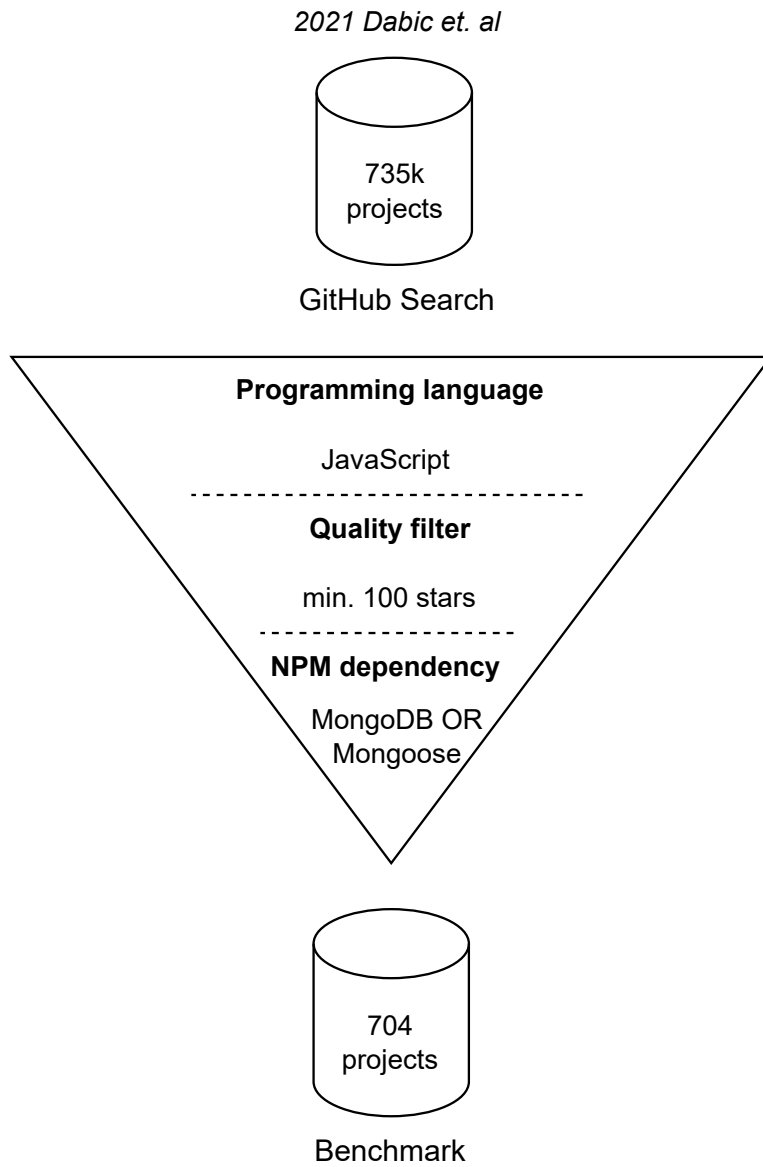 2021 Dabic et. al
735k
projects
GitHub Search
Programming language
JavaScript
Quality filter
min. 100 stars
NPM dependency
MongoDB OR
Mongoose
704
projects
Benchmark